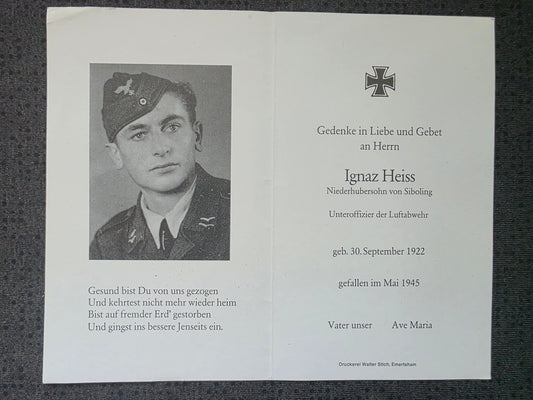 Gesund bist Du von uns gezogen
Und kehrtest nicht mehr wieder heim
Bist auf fremder Erd' gestorben
Und gingst ins bessere Jenseits ein.
Gedenke in Liebe und Gebet
an Herrn
Ignaz Heiss
Niederhubersohn von Siboling
Unteroffizier der Luftabwehr
geb. 30. September 1922
gefallen im Mai 1945
Vater unser Ave Maria
Druckerei Walter Stich, Emertsham